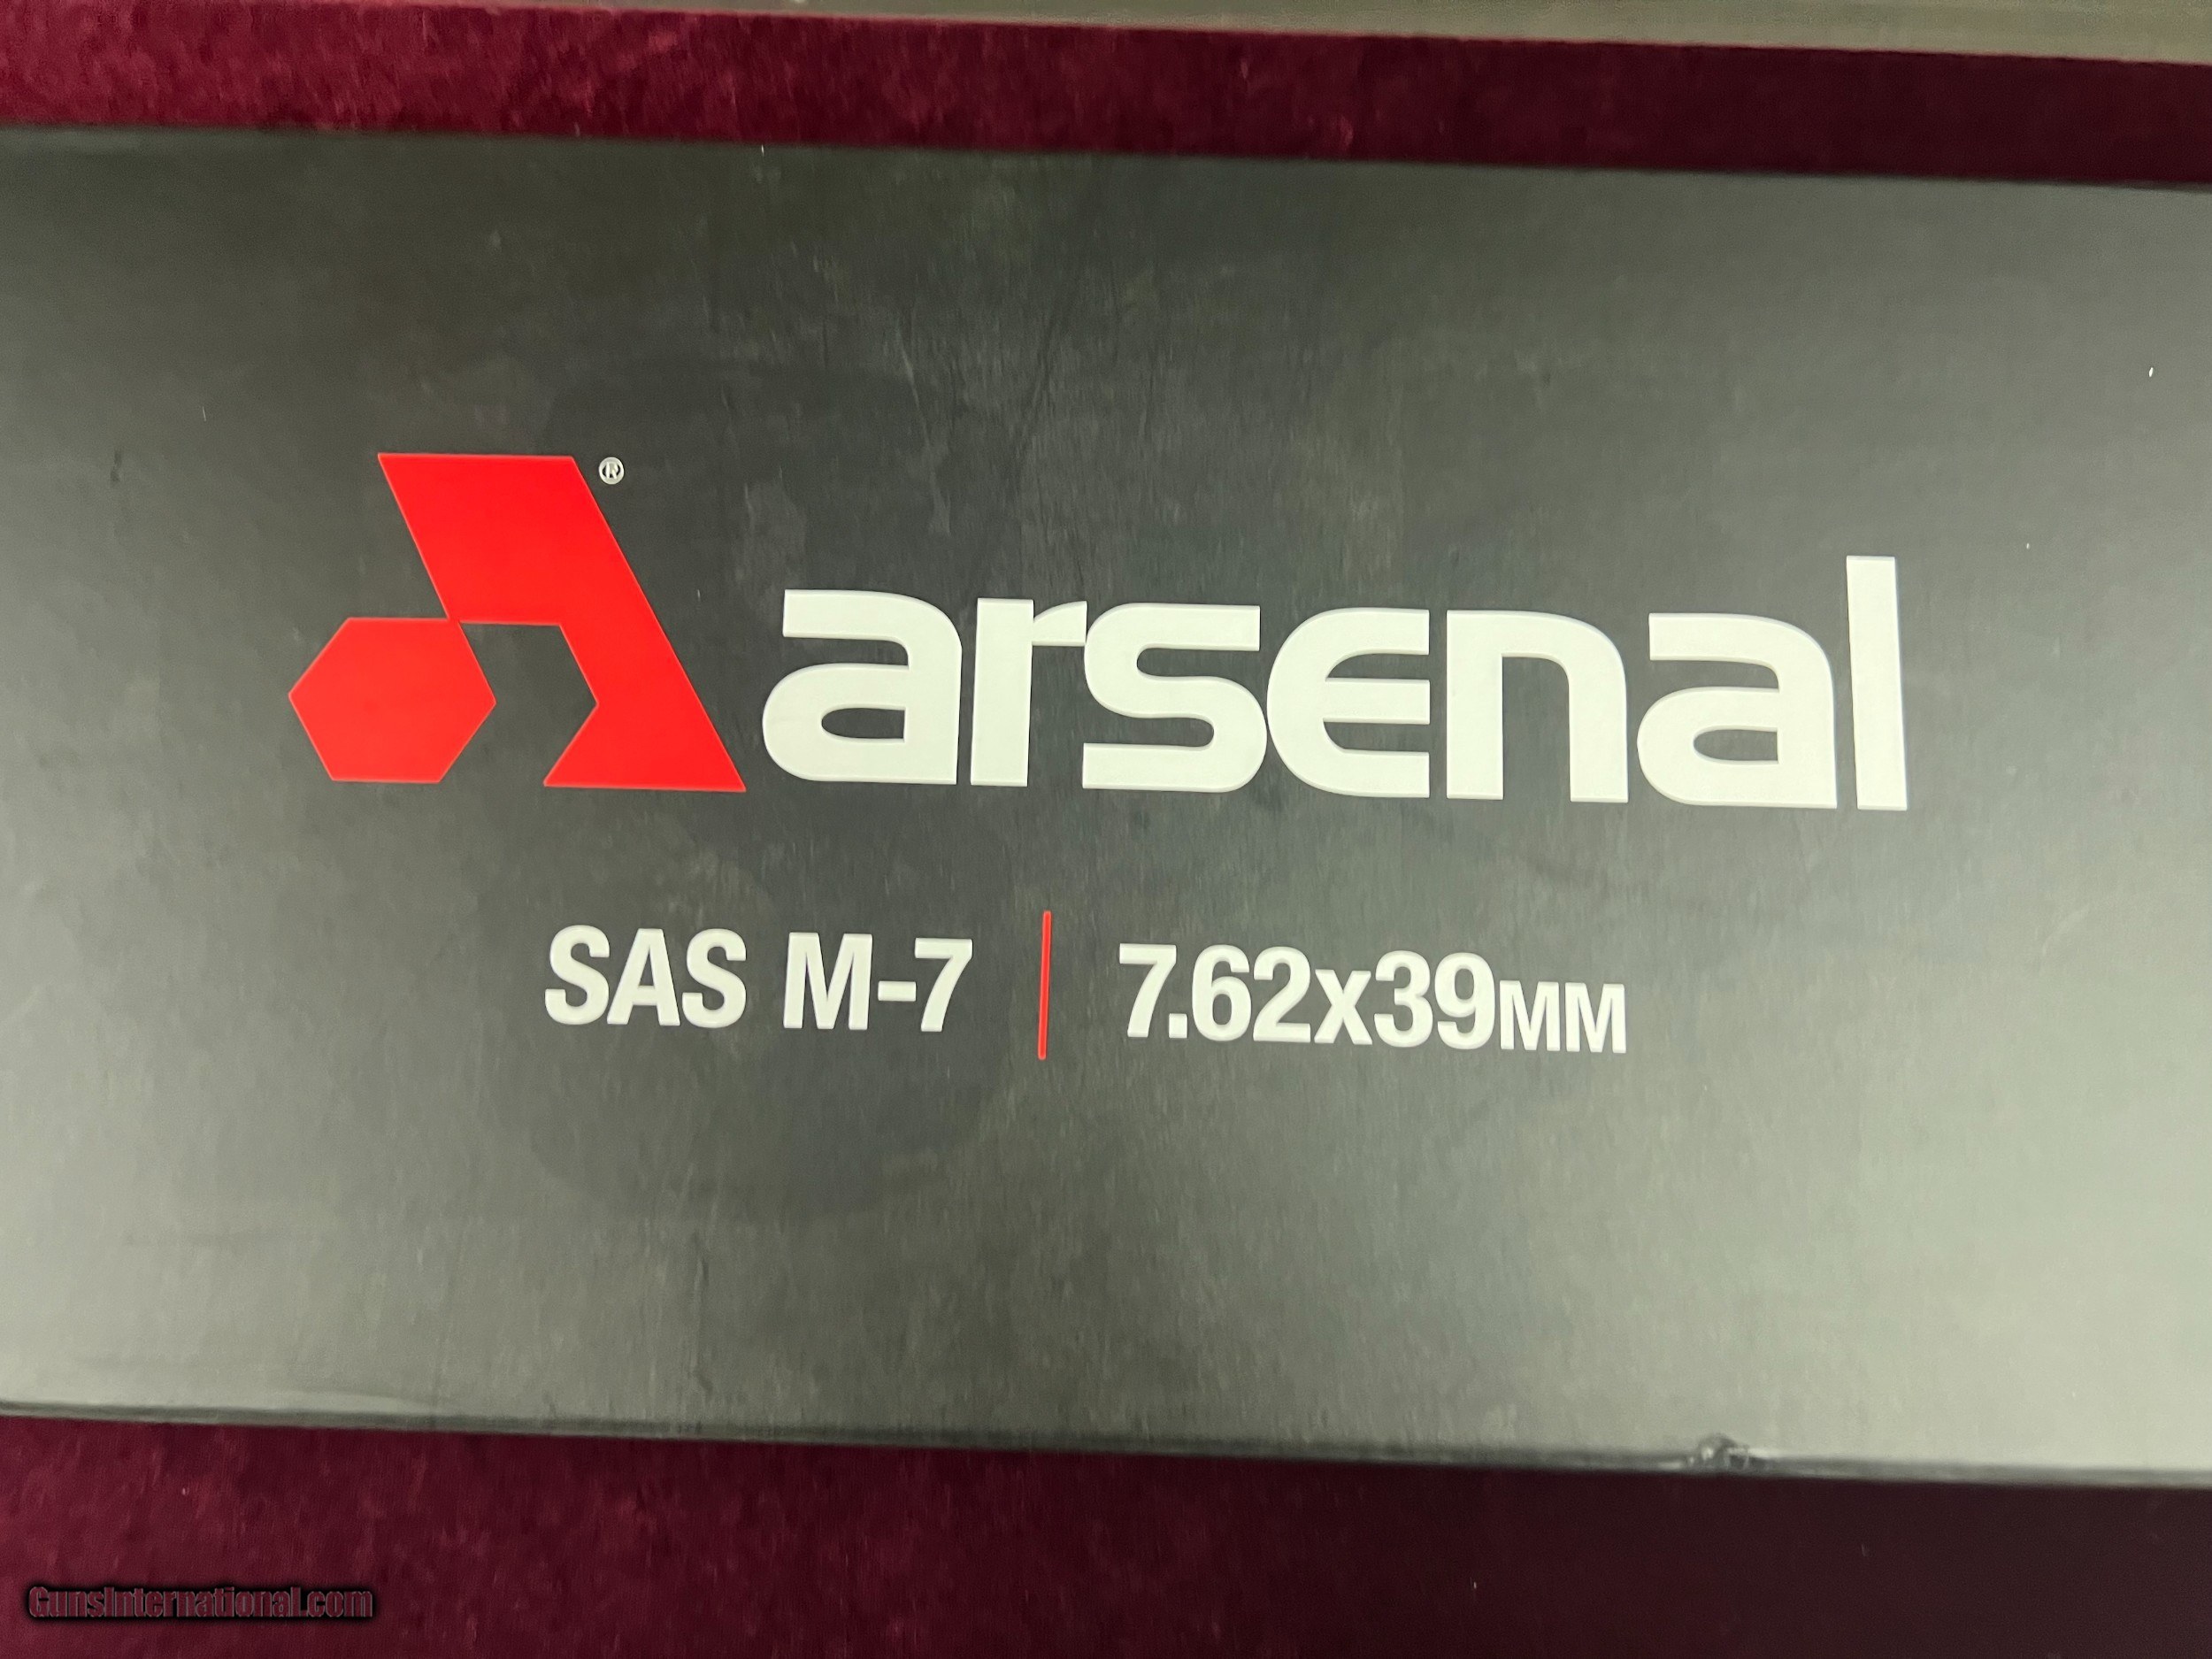 ®
arsenal
SAS M-7 | 7.62x39MM
GunsInternational.com